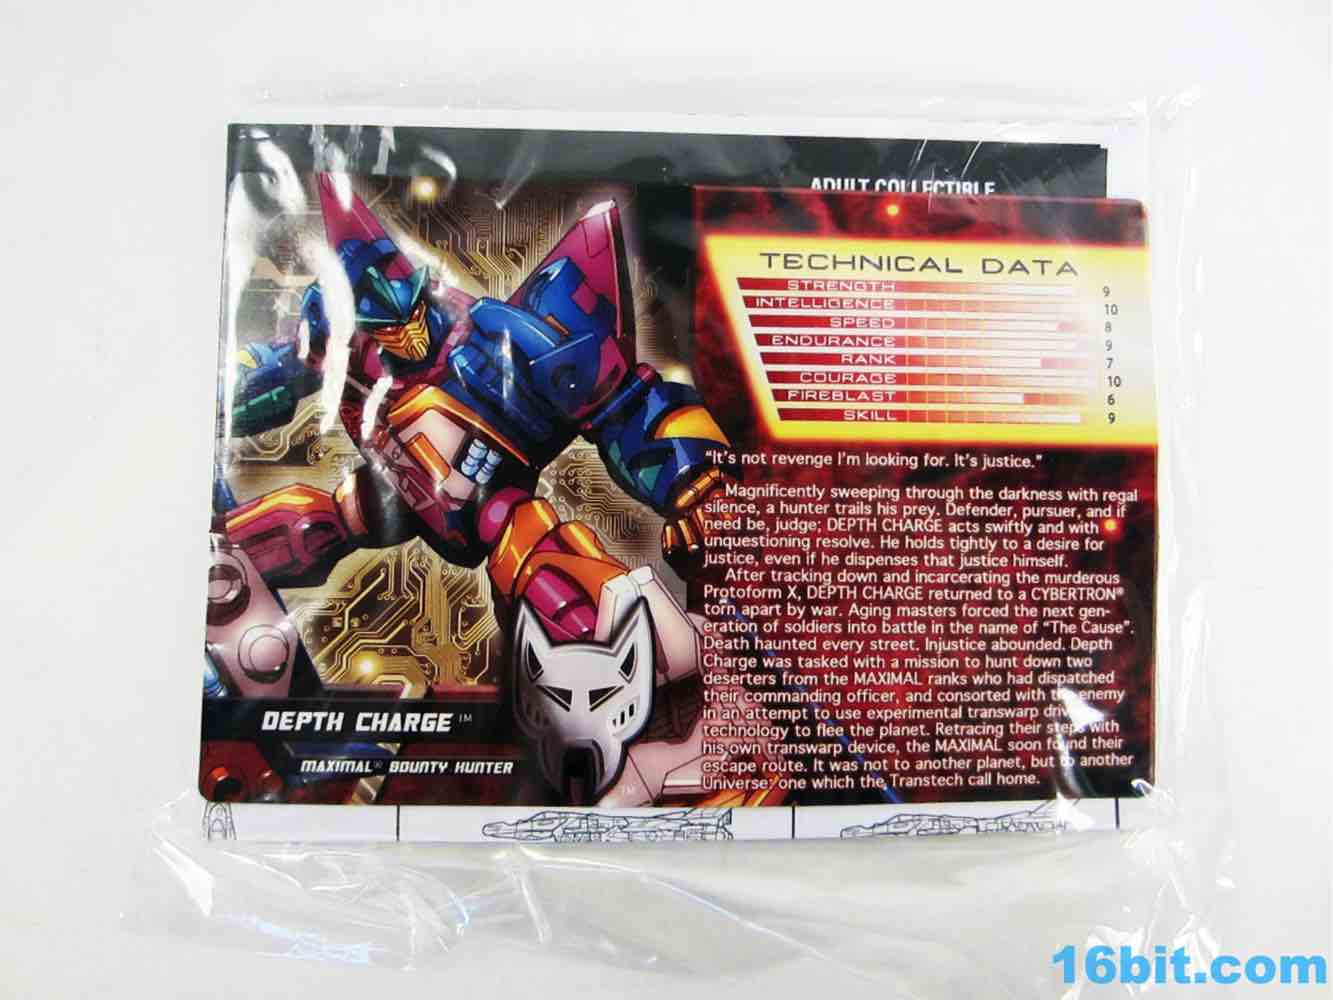 ADULT COLLECTIBLE
TECHNICAL DATA
STRENGTH 9
INTELLIGENCE 10
SPEED 8
ENDURANCE 9
RANK 7
COURAGE 10
FIREBLAST 6
SKILL 9
"It's not revenge I'm looking for. It's justice."
Magnificently sweeping through the darkness with regal
silence, a hunter trails his prey. Defender, pursuer, and if
need be, judge; DEPTH CHARGE acts swiftly and with
unquestioning resolve. He holds tightly to a desire for
justice, even if he dispenses that justice himself.
After tracking down and incarcerating the murderous
Protoform X, DEPTH CHARGE returned to a CYBERTRON®
torn apart by war. Aging masters forced the next gen-
eration of soldiers into battle in the name of "The Cause".
Death haunted every street. Injustice abounded. Depth
Charge was tasked with a mission to hunt down two
deserters from the MAXIMAL ranks who had dispatched
their commanding officer, and consorted with the enemy
in an attempt to use experimental transwarp drive
technology to flee the planet. Retracing their steps with
his own transwarp device, the MAXIMAL soon found their
escape route. It was not to another planet, but to another
Universe; one which the Transtech call home.
DEPTH CHARGE™
MAXIMAL® BOUNTY HUNTER
TM
16bit.com